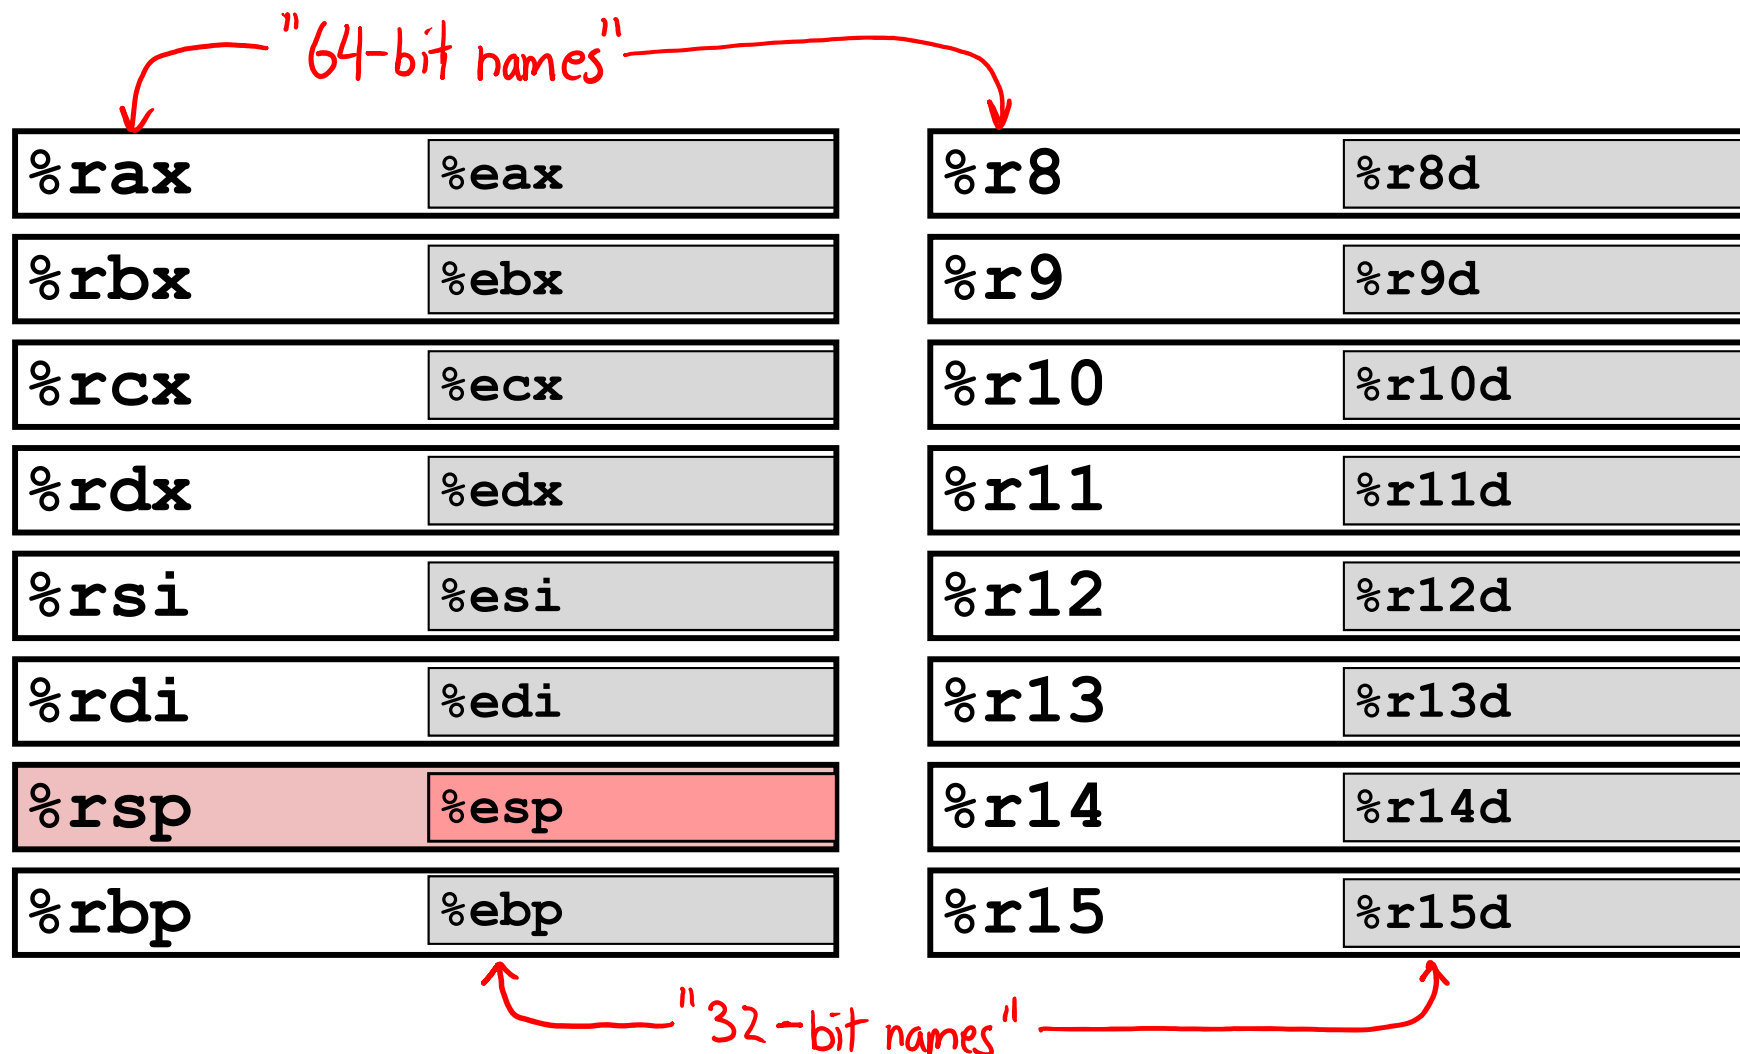 "64-bit names"
%rax %eax %r8 %r8d
%rbx %ebx %r9 %r9d
%rcx %ecx %r10 %r10d
%rdx %edx %r11 %r11d
%rsi %esi %r12 %r12d
%rdi %edi %r13 %r13d
%rsp %esp %r14 %r14d
%rbp %ebp %r15 %r15d
"32-bit names"